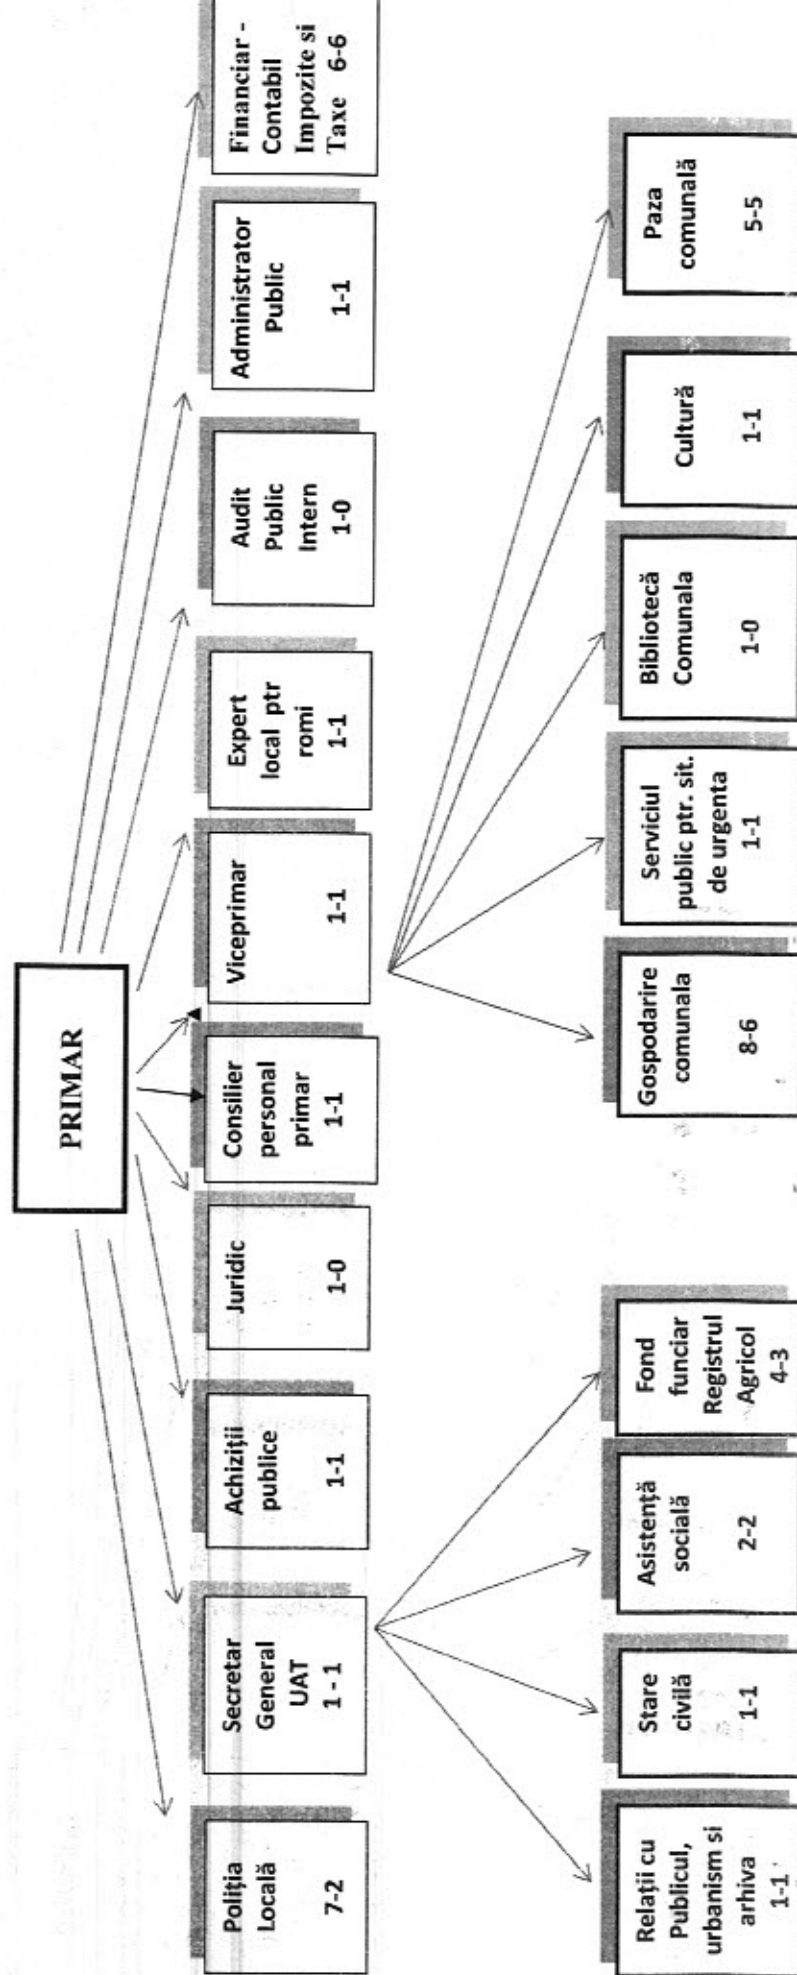 PRIMAR
Poliția
Locală
7-2
Secretar
General
UAT
1 - 1
Achiziții
publice
1-1
Juridic
1-0
Consilier
personal
primar
1-1
Viceprimar
1-1
Expert
local ptr
romi
1-1
Audit
Public
Intern
1-0
Administrator
Public
1-1
Financiar -
Contabil
Impozite si
Taxe 6-6
Relații cu
Publicul,
urbanism si
arhiva
1-1
Stare
civilă
1-1
Asistență
socială
2-2
Fond
funciar
Registrul
Agricol
4-3
Gospodarire
comunala
8-6
Serviciul
public ptr. sit.
de urgenta
1-1
Bibliotecă
Comunala
1-0
Cultură
1-1
Paza
comunală
5-5